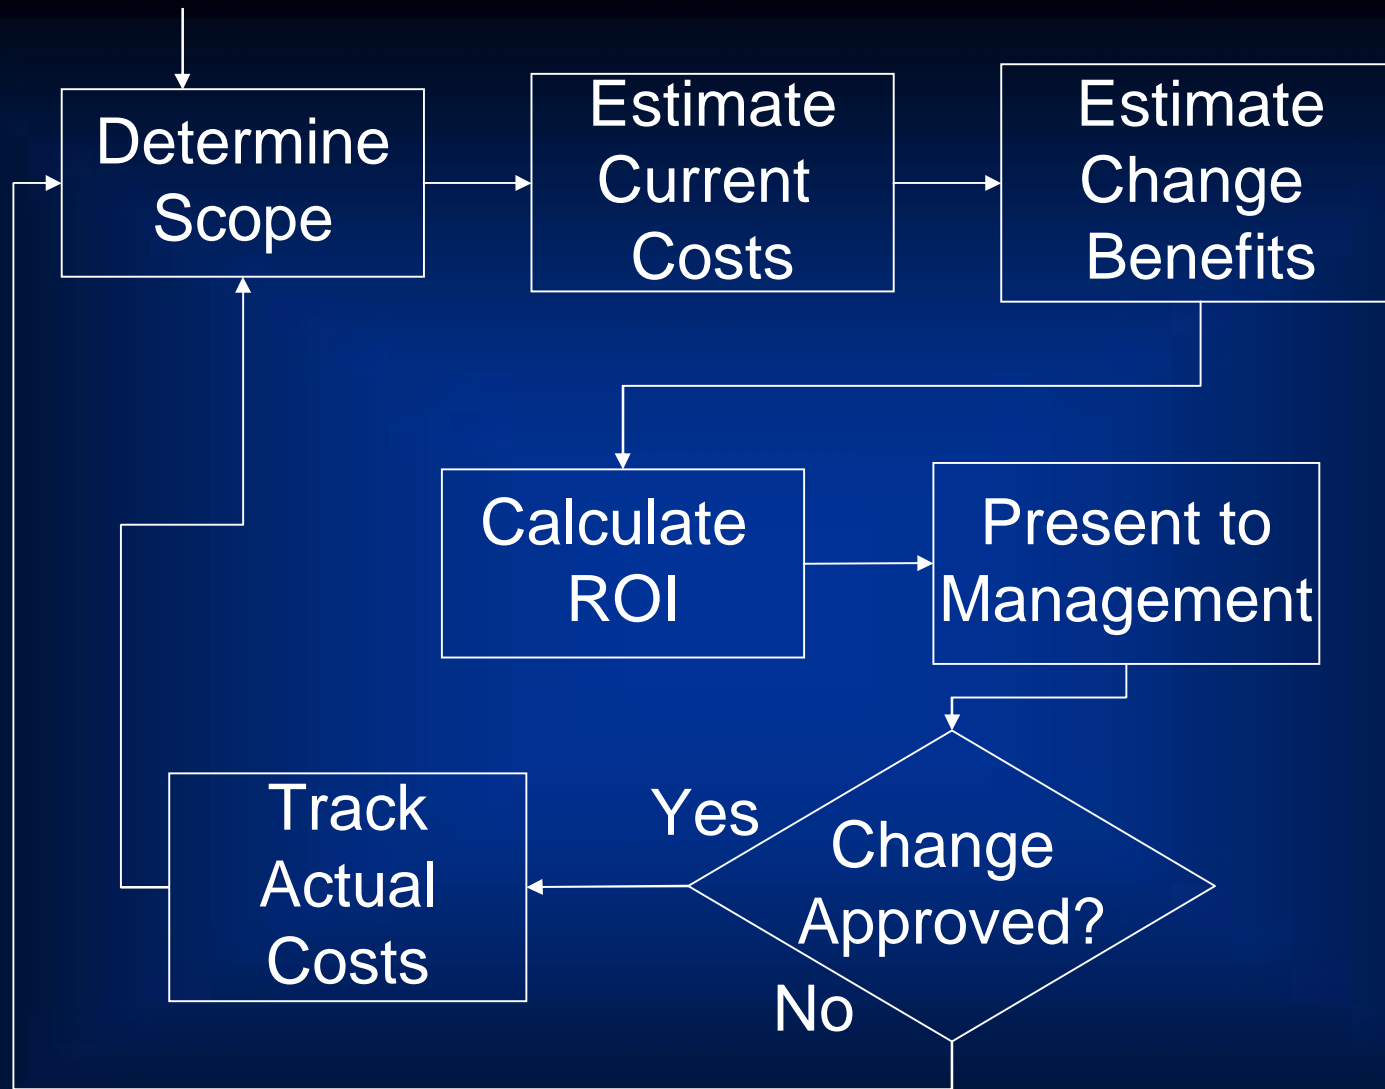 Determine
Scope
Estimate
Current
Costs
Estimate
Change
Benefits
Calculate
ROI
Present to
Management
Change
Approved?
Yes
No
Track
Actual
Costs